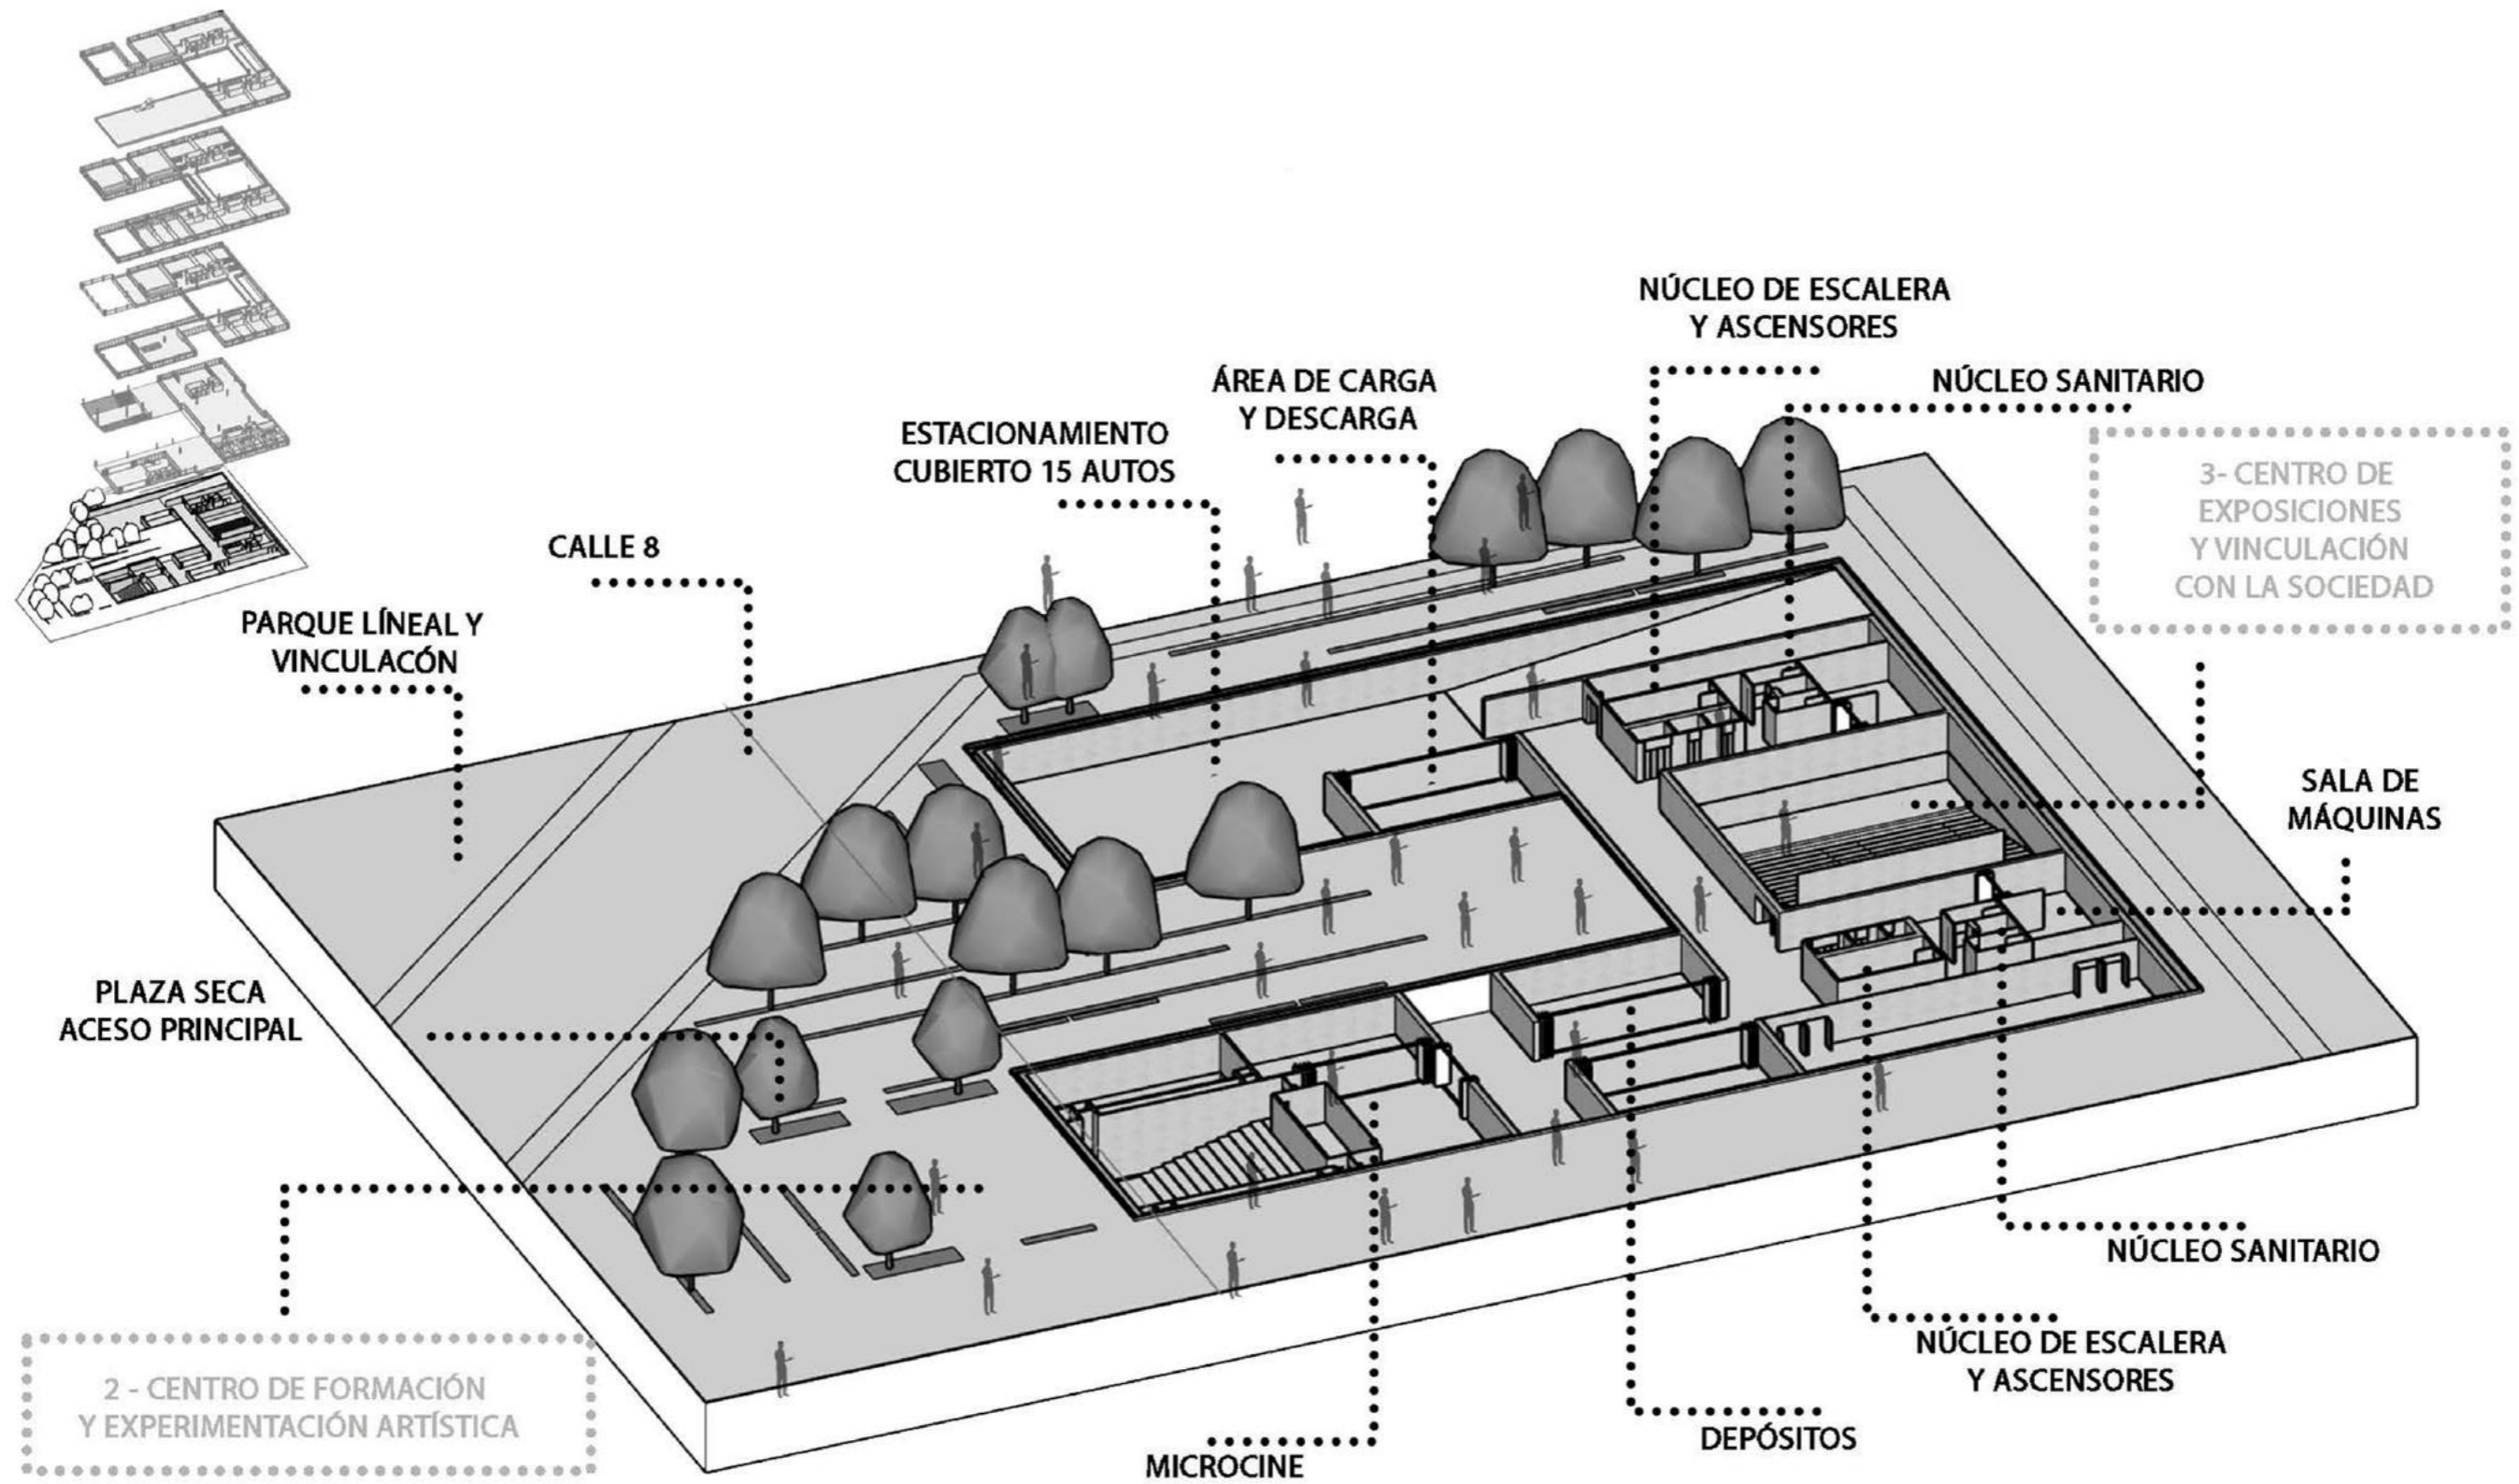 NÚCLEO DE ESCALERA
Y ASCENSORES
ÁREA DE CARGA
Y DESCARGA
NÚCLEO SANITARIO
ESTACIONAMIENTO
CUBIERTO 15 AUTOS
3- CENTRO DE
EXPOSICIONES
Y VINCULACIÓN
CON LA SOCIEDAD
CALLE 8
PARQUE LÍNEAL Y
VINCULACÓN
SALA DE
MÁQUINAS
PLAZA SECA
ACESO PRINCIPAL
NÚCLEO SANITARIO
NÚCLEO DE ESCALERA
Y ASCENSORES
2 - CENTRO DE FORMACIÓN
Y EXPERIMENTACIÓN ARTÍSTICA
DEPÓSITOS
MICROCINE